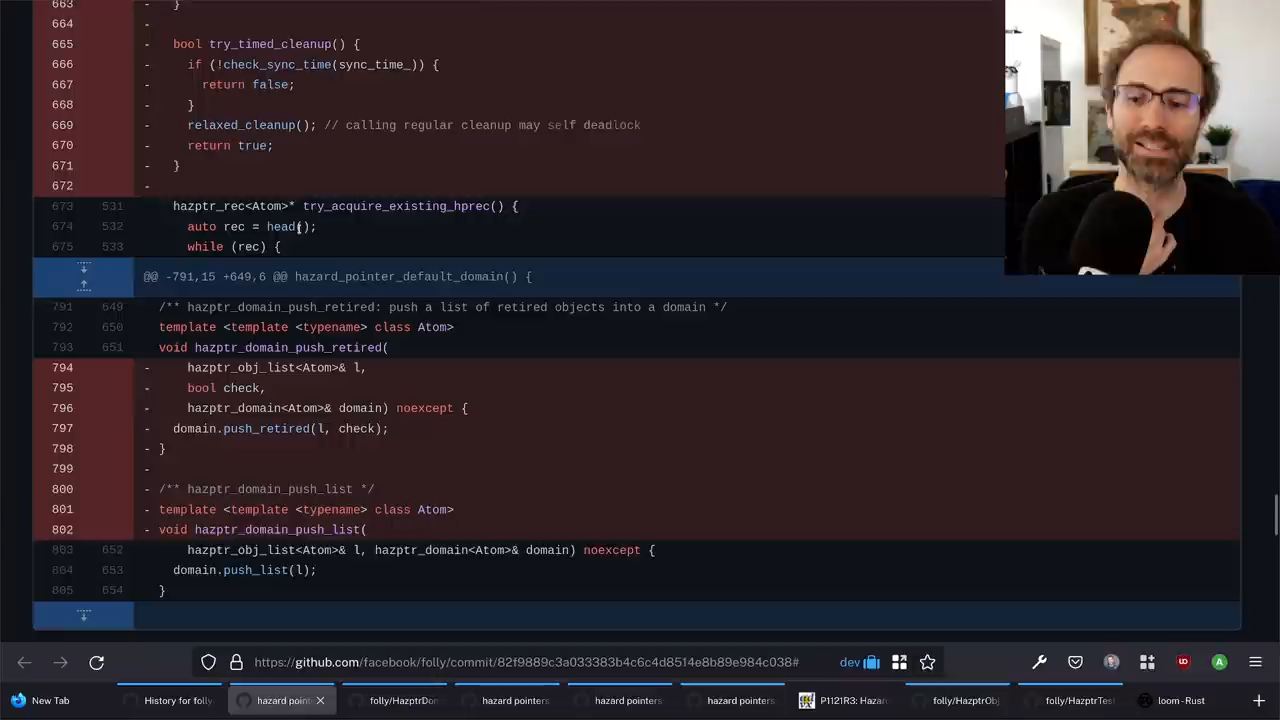 663 - }
664 -
665 - bool try_timed_cleanup() {
666 - if (!check_sync_time(sync_time_)) {
667 - return false;
668 - }
669 - relaxed_cleanup(); // calling regular cleanup may self deadlock
670 - return true;
671 - }
672 -
673 531 hazptr_rec<Atom>* try_acquire_existing_hprec() {
674 532 auto rec = head();
675 533 while (rec) {
@@ -791,15 +649,6 @@ hazard_pointer_default_domain() {
791 649 /** hazptr_domain_push_retired: push a list of retired objects into a domain */
792 650 template <template <typename> class Atom>
793 651 void hazptr_domain_push_retired(
794 - hazptr_obj_list<Atom>& l,
795 - bool check,
796 - hazptr_domain<Atom>& domain) noexcept {
797 - domain.push_retired(l, check);
798 - }
799 -
800 - /** hazptr_domain_push_list */
801 - template <template <typename> class Atom>
802 - void hazptr_domain_push_list(
803 652 hazptr_obj_list<Atom>& l, hazptr_domain<Atom>& domain) noexcept {
804 653 domain.push_list(l);
805 654 }
https://github.com/facebook/folly/commit/82f9889c3a033383b4c6c4d8514e8b89e984c038# dev
New Tab History for folly hazard point folly/HazptrDom hazard pointers hazard pointers hazard pointers P1121R3: Hazar folly/HazptrObj folly/HazptrTest loom - Rust